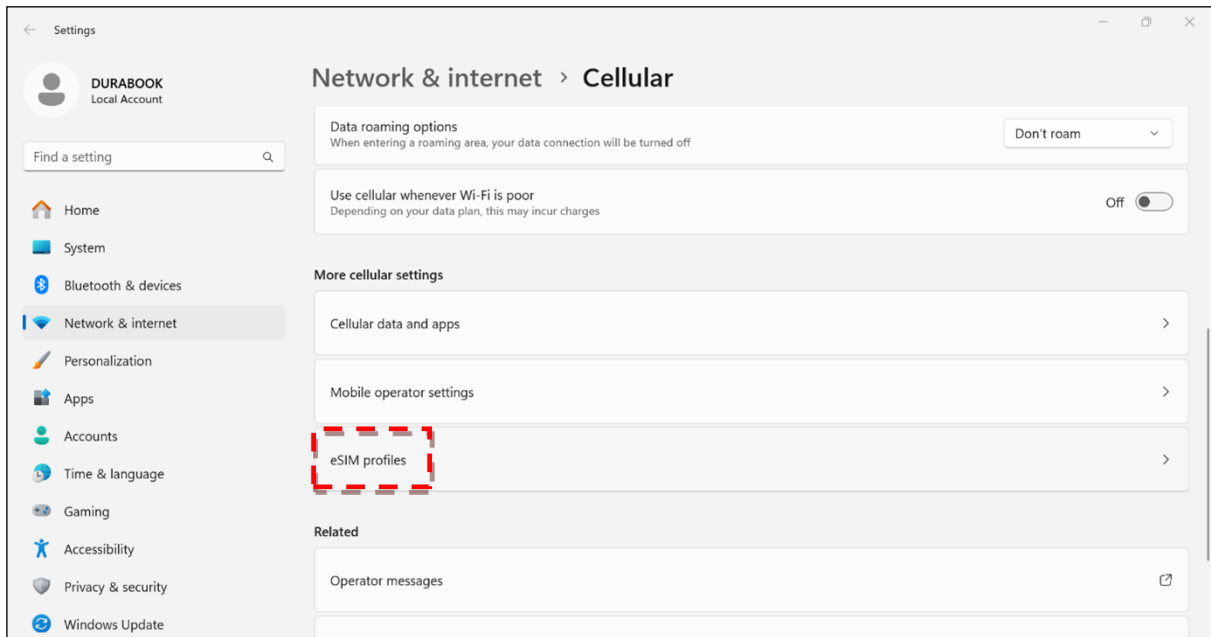 Settings
DURABOOK
Local Account
Find a setting
Home
System
Bluetooth & devices
Network & internet
Personalization
Apps
Accounts
Time & language
Gaming
Accessibility
Privacy & security
Windows Update
Network & internet > Cellular
Data roaming options
When entering a roaming area, your data connection will be turned off
Don't roam
Use cellular whenever Wi-Fi is poor
Depending on your data plan, this may incur charges
Off
More cellular settings
Cellular data and apps
Mobile operator settings
eSIM profiles
Related
Operator messages